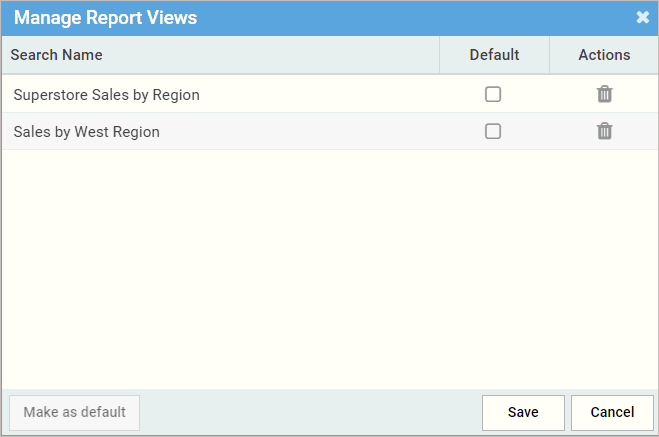 Manage Report Views
Search Name Default Actions
Superstore Sales by Region
Sales by West Region
Make as default Save Cancel